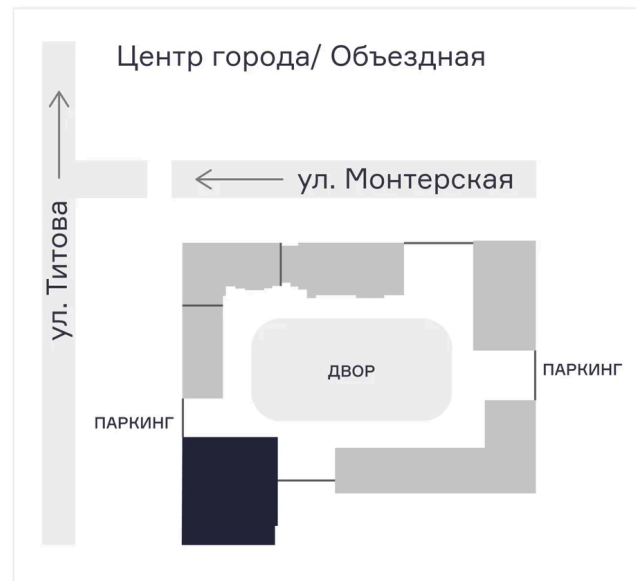 Центр города/ Объездная
ул. Монтерская
ул. Титова
ДВОР
ПАРКИНГ
ПАРКИНГ